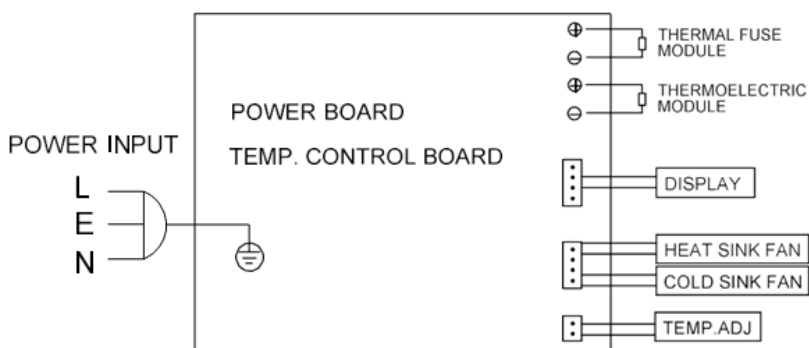 THERMAL FUSE
MODULE
THERMOELECTRIC
MODULE
POWER BOARD
TEMP. CONTROL BOARD
POWER INPUT
L
E
N
DISPLAY
HEAT SINK FAN
COLD SINK FAN
TEMP.ADJ